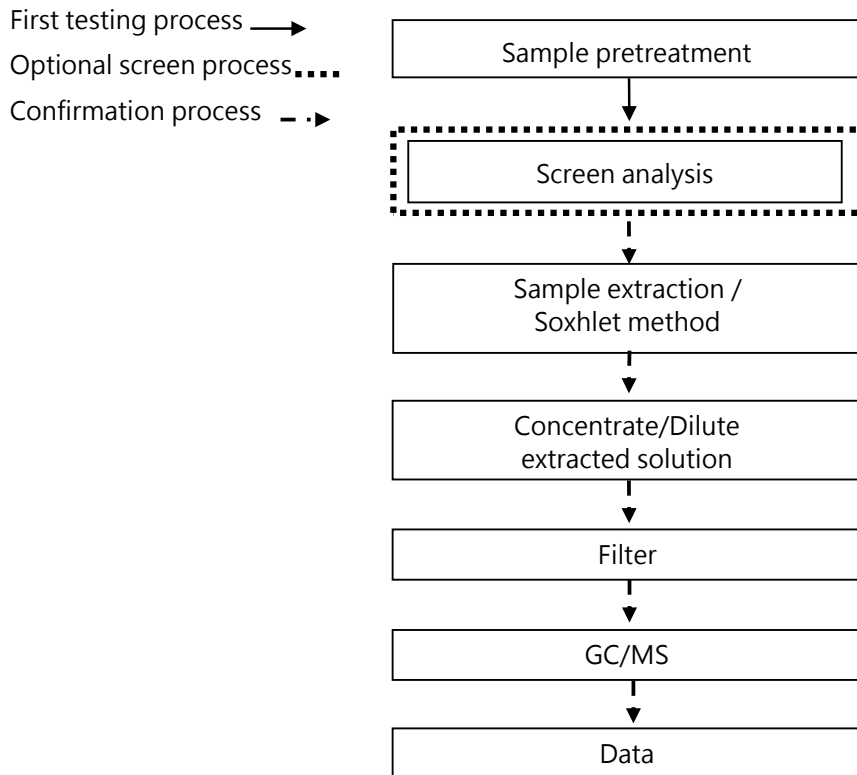 First testing process
Optional screen process
Confirmation process
Sample pretreatment
Screen analysis
Sample extraction /
Soxhlet method
Concentrate/Dilute
extracted solution
Filter
GC/MS
Data